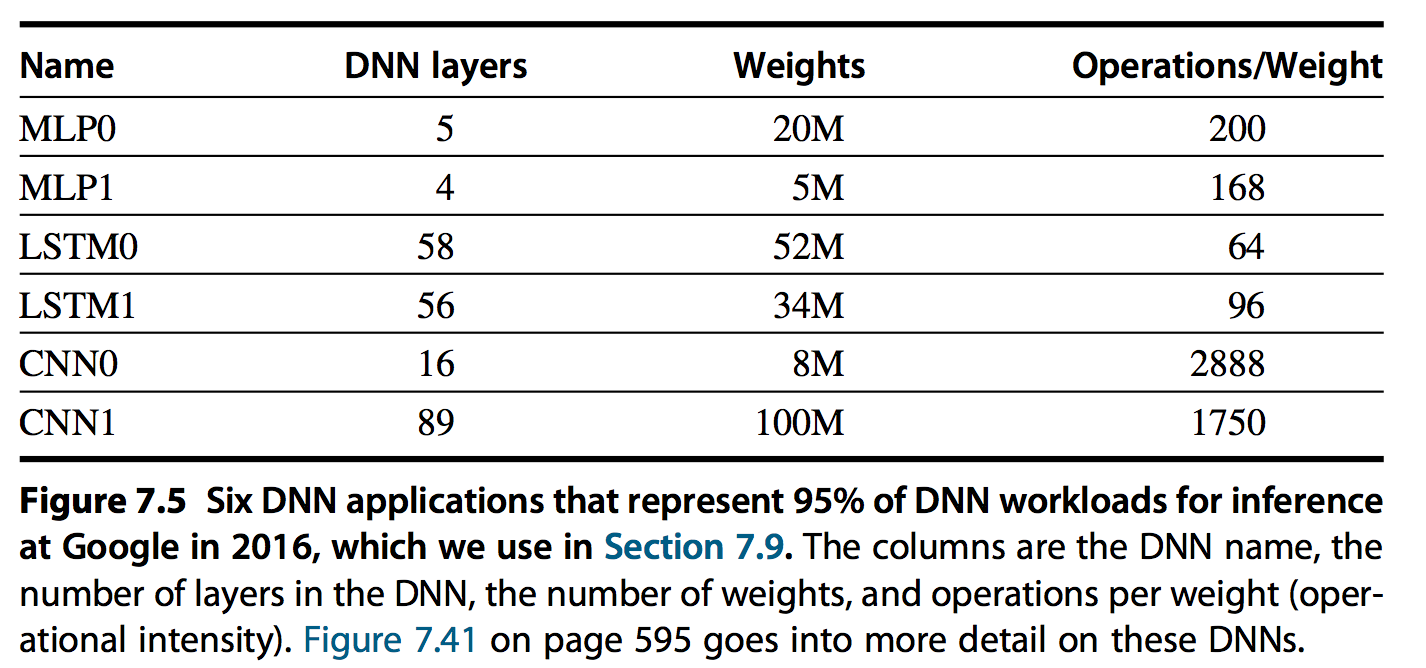 Name DNN layers Weights Operations/Weight
MLP0 5 20M 200
MLP1 4 5M 168
LSTM0 58 52M 64
LSTM1 56 34M 96
CNN0 16 8M 2888
CNN1 89 100M 1750
Figure 7.5 Six DNN applications that represent 95% of DNN workloads for inference
at Google in 2016, which we use in Section 7.9. The columns are the DNN name, the
number of layers in the DNN, the number of weights, and operations per weight (oper-
ational intensity). Figure 7.41 on page 595 goes into more detail on these DNNs.